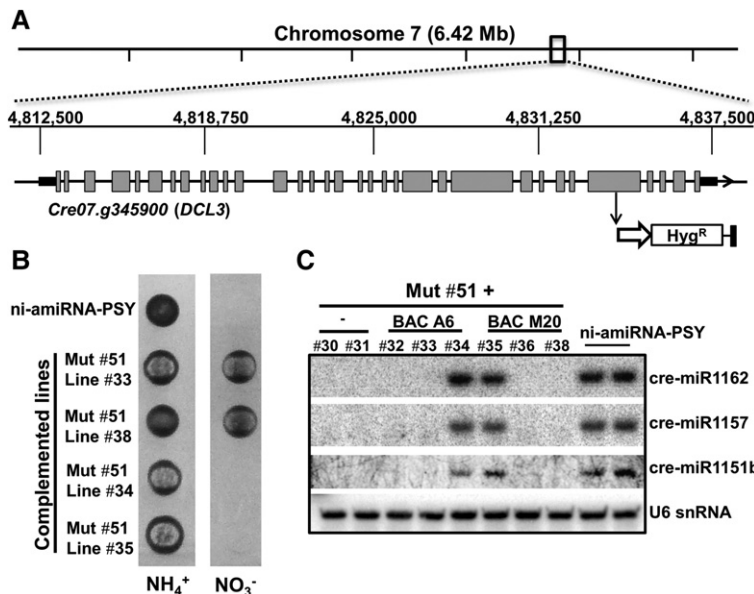 A
Chromosome 7 (6.42 Mb)
4,812,500 4,818,750 4,825,000 4,831,250 4,837,500
Cre07.g345900 (DCL3)
Hygᴿ
B
ni-amiRNA-PSY
Complemented lines
Mut #51
Line #33
Mut #51
Line #38
Mut #51
Line #34
Mut #51
Line #35
NH₄⁺ NO₃⁻
C
Mut #51 +
- BAC A6 BAC M20 ni-amiRNA-PSY
#30 #31 #32 #33 #34 #35 #36 #38
cre-miR1162
cre-miR1157
cre-miR1151b
U6 snRNA